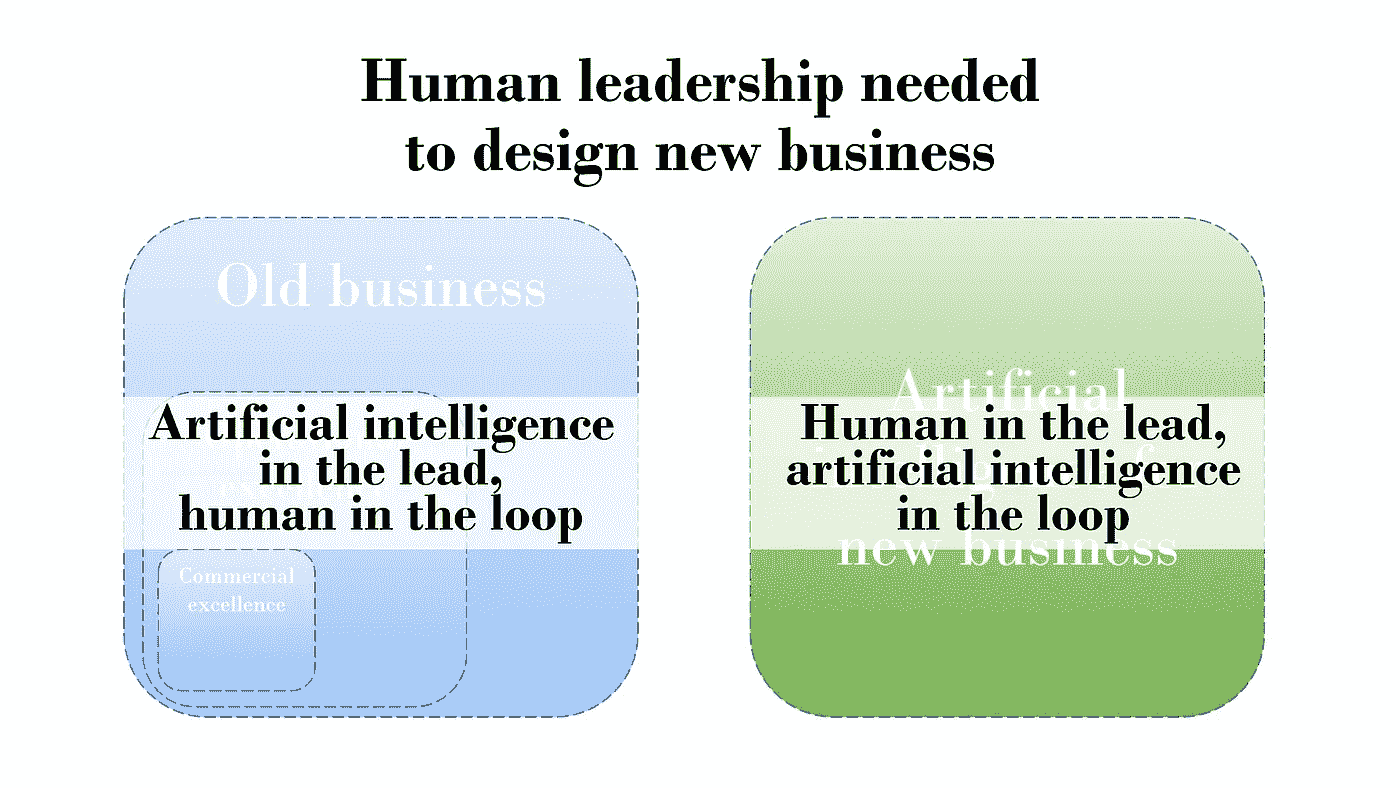 Human leadership needed
to design new business
Old business
Artificial intelligence
in the lead,
human in the loop
Commercial
excellence
Artificial
Human in the lead,
artificial intelligence
in the loop
new business